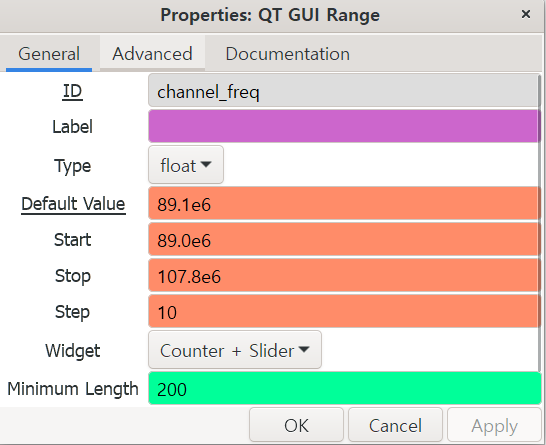 Properties: QT GUI Range ×
General Advanced Documentation
ID channel_freq
Label
Type float
Default Value 89.1e6
Start 89.0e6
Stop 107.8e6
Step 10
Widget Counter + Slider
Minimum Length 200
OK Cancel Apply